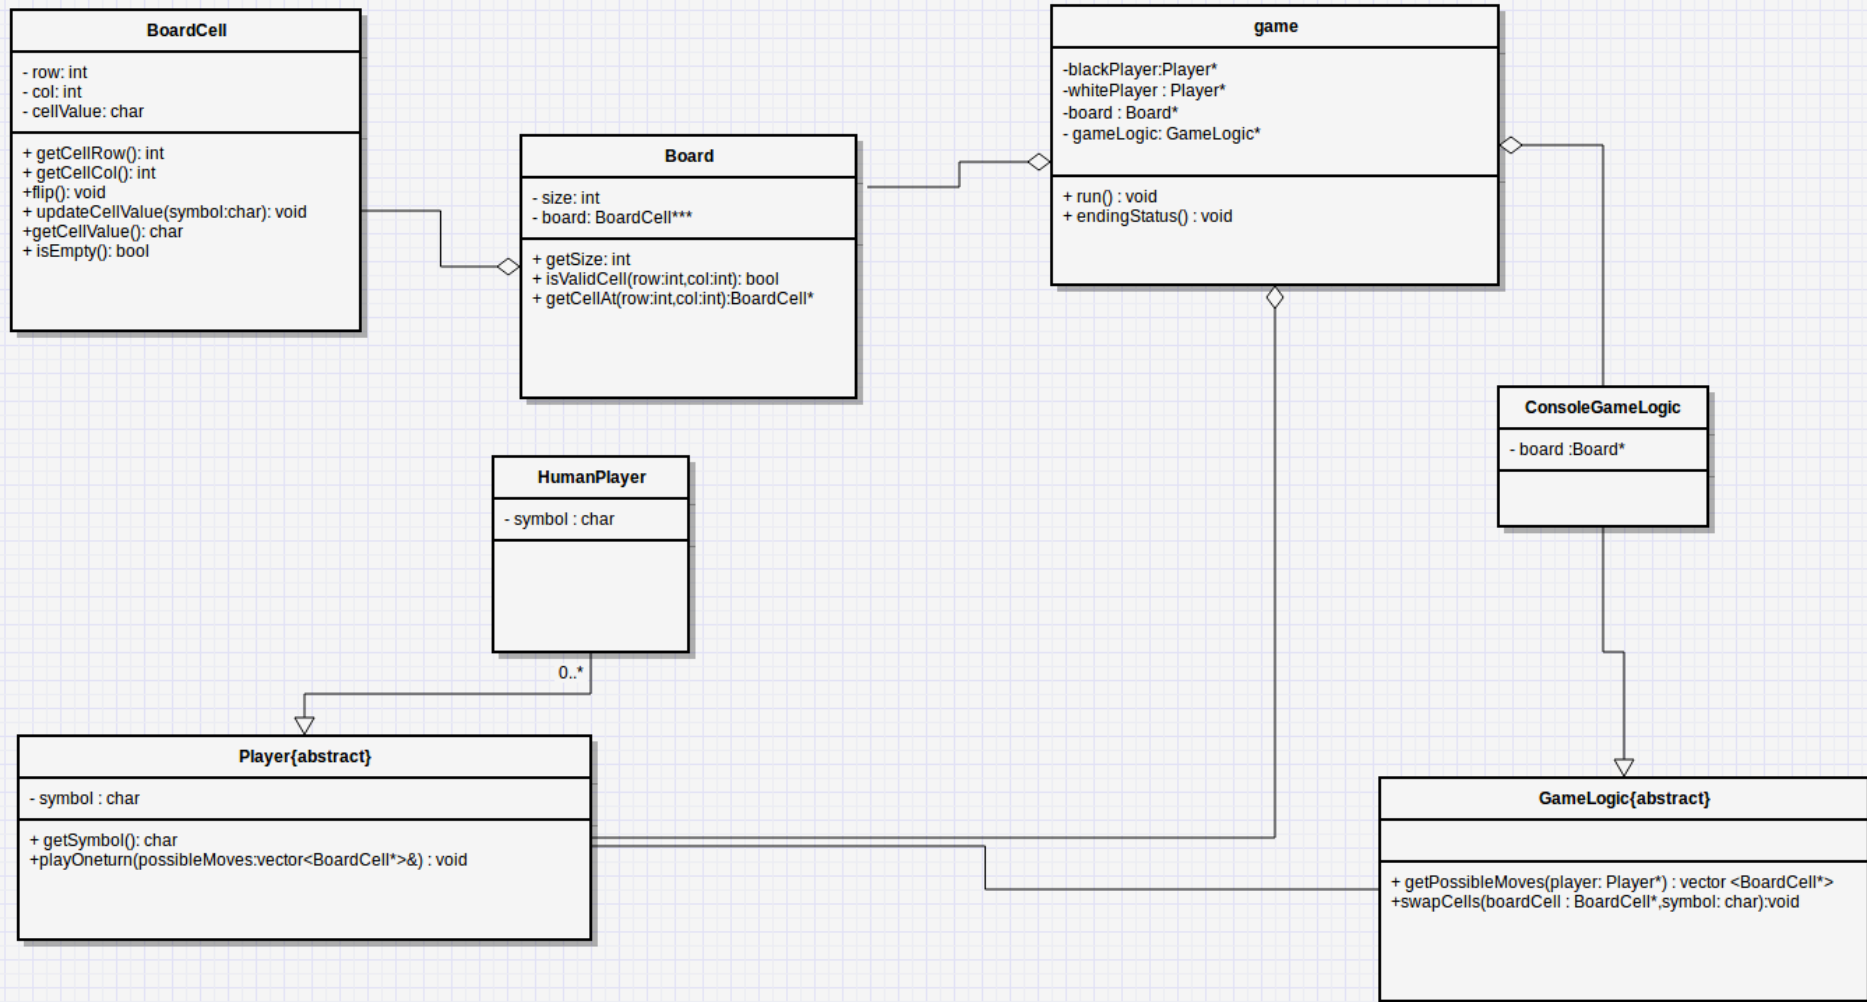 BoardCell
- row: int
- col: int
- cellValue: char
+ getCellRow(): int
+ getCellCol(): int
+flip(): void
+ updateCellValue(symbol:char): void
+getCellValue(): char
+ isEmpty(): bool
Board
- size: int
- board: BoardCell***
+ getSize: int
+ isValidCell(row:int,col:int): bool
+ getCellAt(row:int,col:int):BoardCell*
game
-blackPlayer:Player*
-whitePlayer : Player*
-board : Board*
- gameLogic: GameLogic*
+ run() : void
+ endingStatus() : void
ConsoleGameLogic
- board :Board*
HumanPlayer
- symbol : char
0..*
Player{abstract}
- symbol : char
+ getSymbol(): char
+playOneturn(possibleMoves:vector<BoardCell*>&) : void
GameLogic{abstract}
+ getPossibleMoves(player: Player*) : vector <BoardCell*>
+swapCells(boardCell : BoardCell*,symbol: char):void